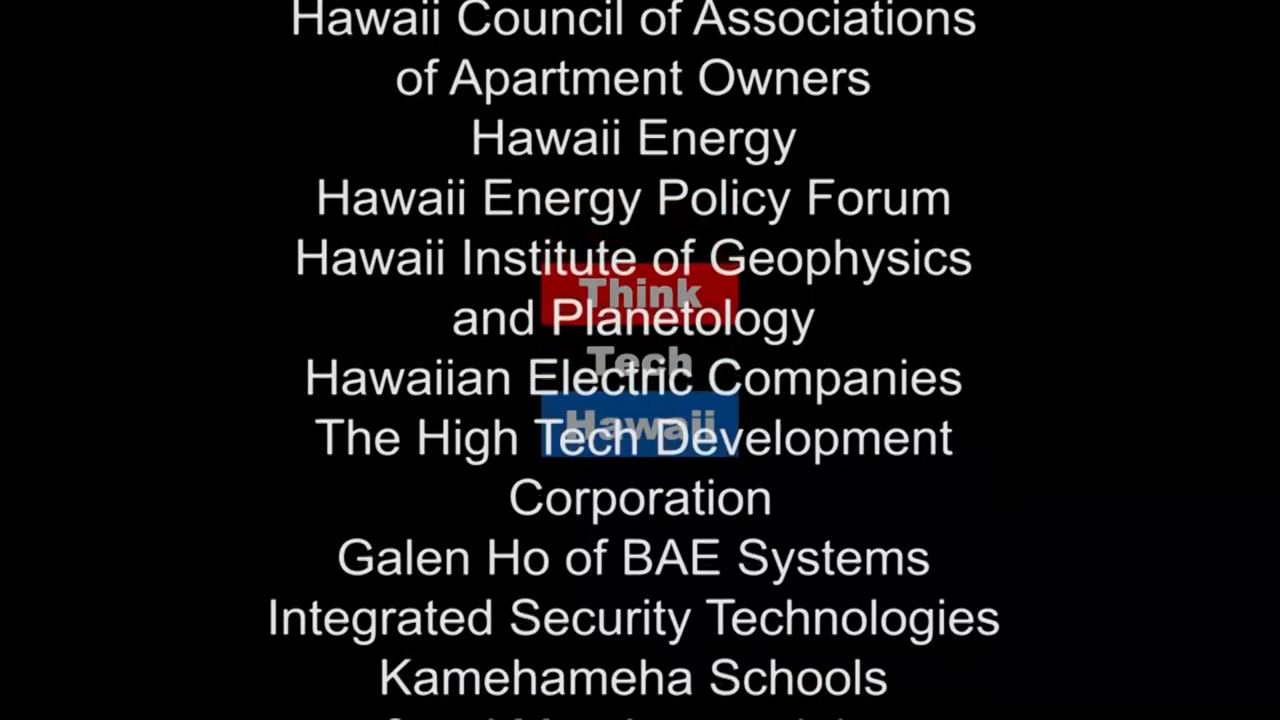 Hawaii Council of Associations
of Apartment Owners
Hawaii Energy
Hawaii Energy Policy Forum
Hawaii Institute of Geophysics
Think
and Planetology
Tech
Hawaiian Electric Companies
Hawaii
The High Tech Development
Corporation
Galen Ho of BAE Systems
Integrated Security Technologies
Kamehameha Schools